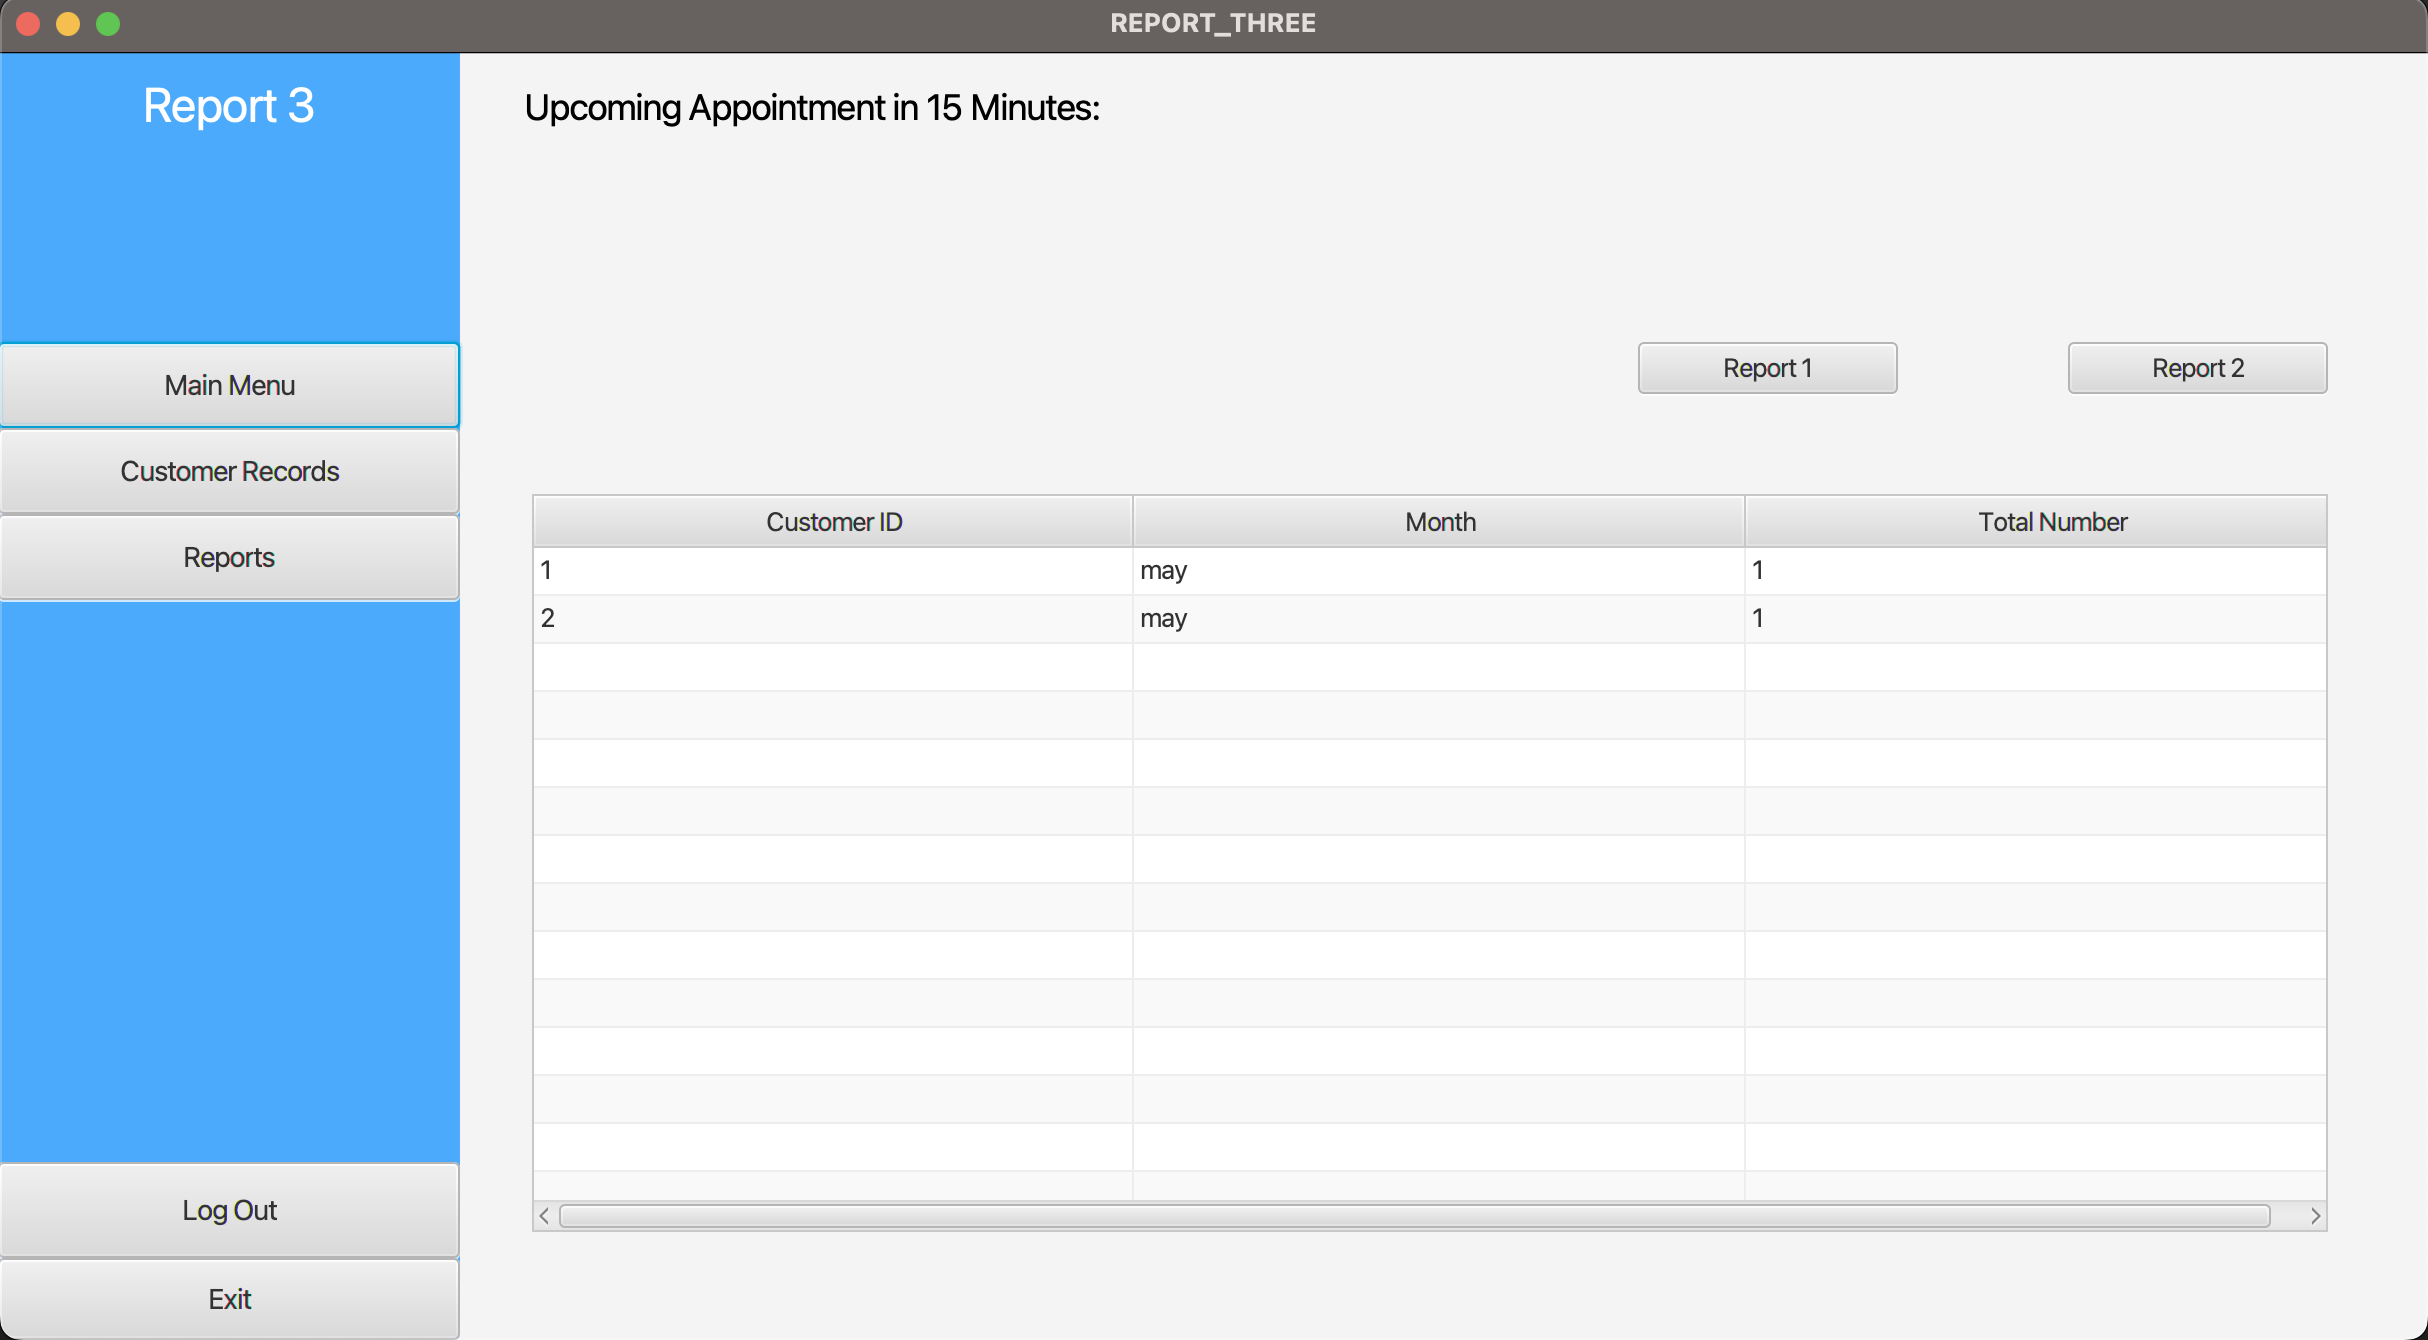 REPORT_THREE
Report 3
Upcoming Appointment in 15 Minutes:
Main Menu
Customer Records
Reports
Log Out
Exit
Report 1
Report 2
Customer ID Month Total Number
1 may 1
2 may 1